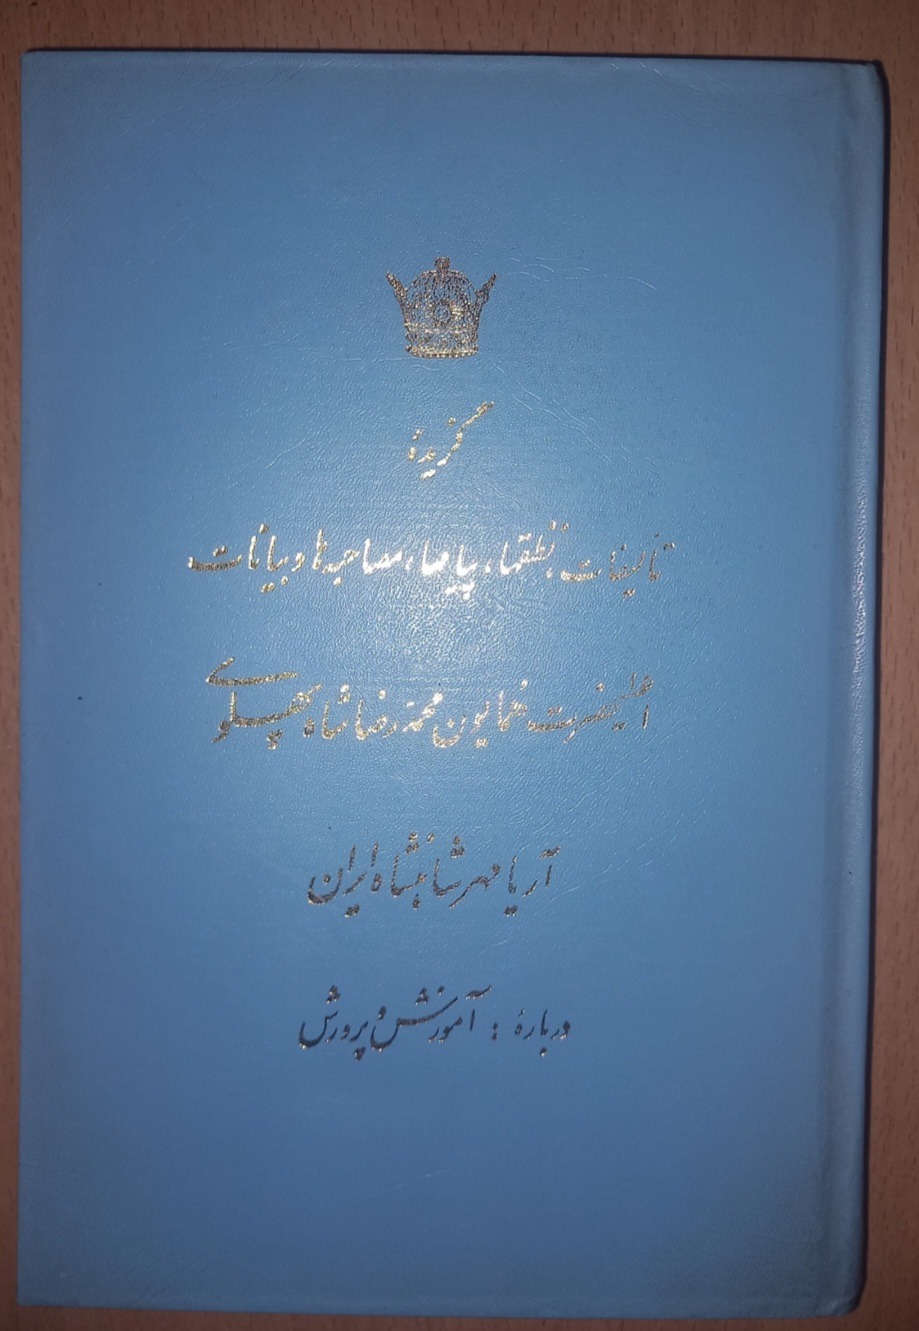 گزیدهٔ
تألیفات، نطقها، پیامها، مصاحبه‌ها و بیانات
اعلیحضرت همایون محمدرضا شاه پهلوی
آریامهر شاهنشاه ایران
دربارهٔ : آموزش و پرورش